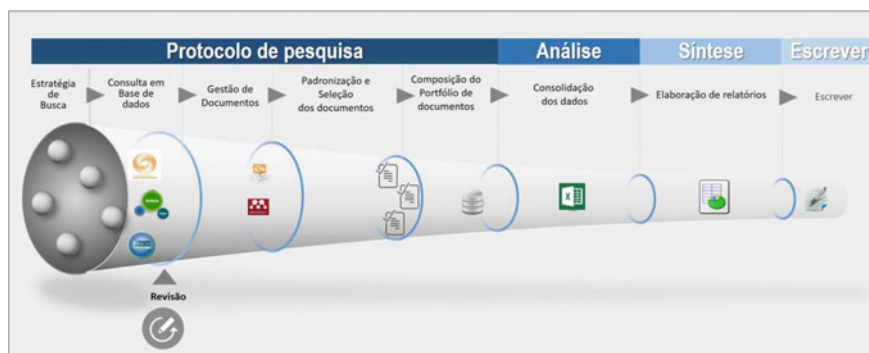 Protocolo de pesquisa
Análise
Síntese
Escrever
Estratégia
de
Busca
Consulta em
Base de
dados
Gestão de
Documentos
Padronização e
Seleção
dos documentos
Composição do
Portfólio de
documentos
Consolidação
dos dados
Elaboração de relatórios
Escrever
Revisão